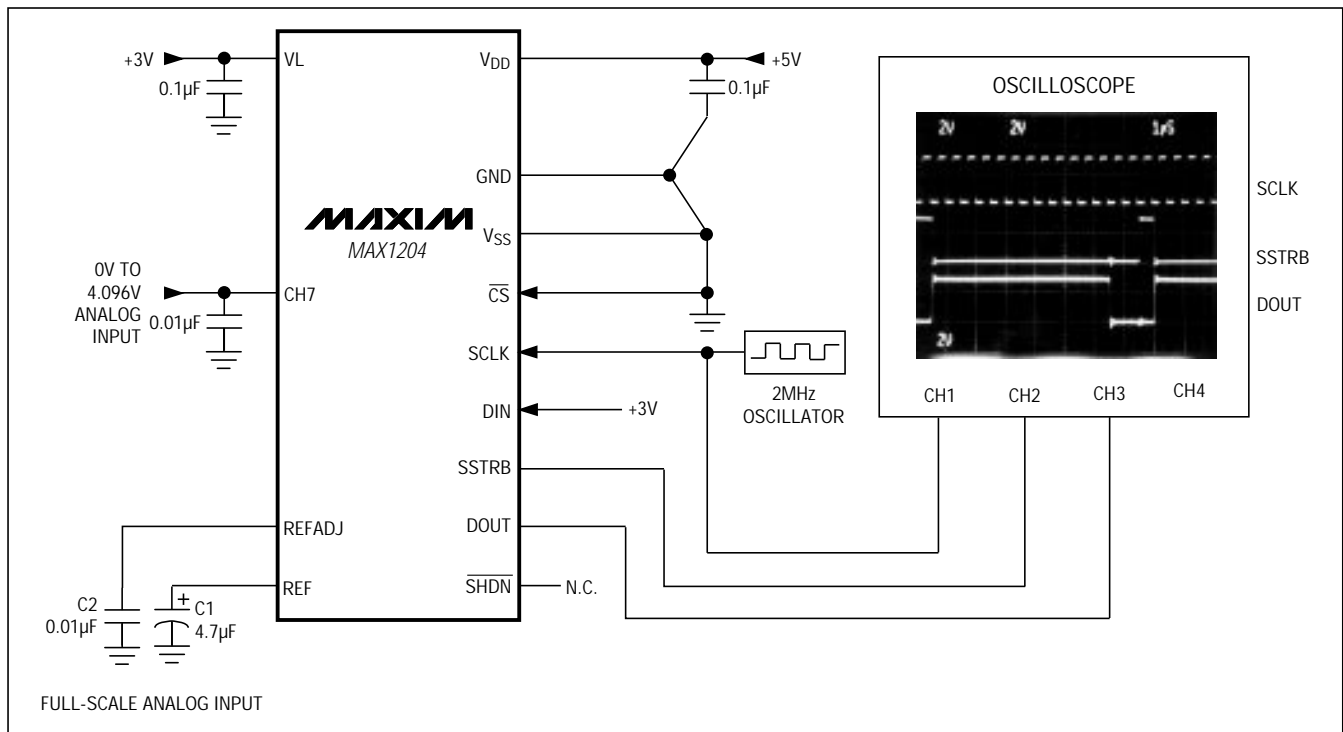 +3V
VL
0.1µF
VDD
+5V
0.1µF
GND
MAXIM
MAX1204
VSS
0V TO
4.096V
ANALOG
INPUT
CH7
0.01µF
CS
SCLK
2MHz
OSCILLATOR
DIN
+3V
SSTRB
REFADJ
DOUT
REF
SHDN
N.C.
C2
0.01µF
+
C1
4.7µF
FULL-SCALE ANALOG INPUT
OSCILLOSCOPE
2V
2V
1µS
SCLK
SSTRB
DOUT
2V
CH1
CH2
CH3
CH4